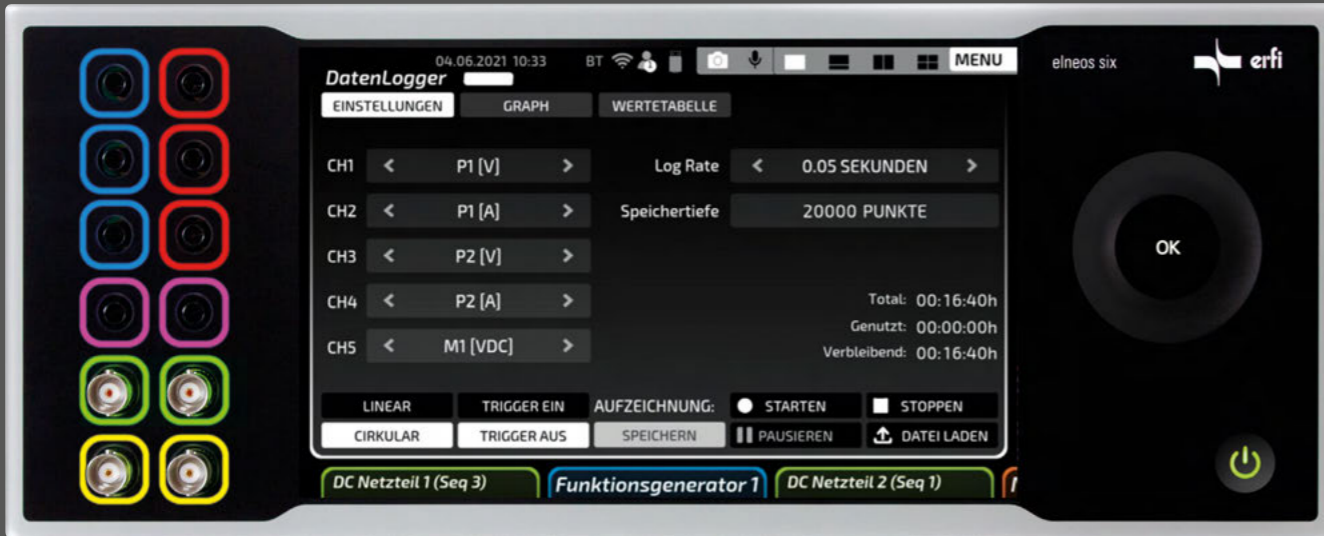 04.06.2021 10:33 BT
DatenLogger
MENU
elneos six
erfi
EINSTELLUNGEN GRAPH WERTETABELLE
CH1 < P1 [V] > Log Rate < 0.05 SEKUNDEN >
CH2 < P1 [A] > Speichertiefe 20000 PUNKTE
CH3 < P2 [V] >
CH4 < P2 [A] > Total: 00:16:40h
Genutzt: 00:00:00h
CH5 < M1 [VDC] > Verbleibend: 00:16:40h
OK
LINEAR TRIGGER EIN AUFZEICHNUNG: STARTEN STOPPEN
CIRKULAR TRIGGER AUS SPEICHERN PAUSIEREN DATEI LADEN
DC Netzteil 1 (Seq 3) Funktionsgenerator 1 DC Netzteil 2 (Seq 1)